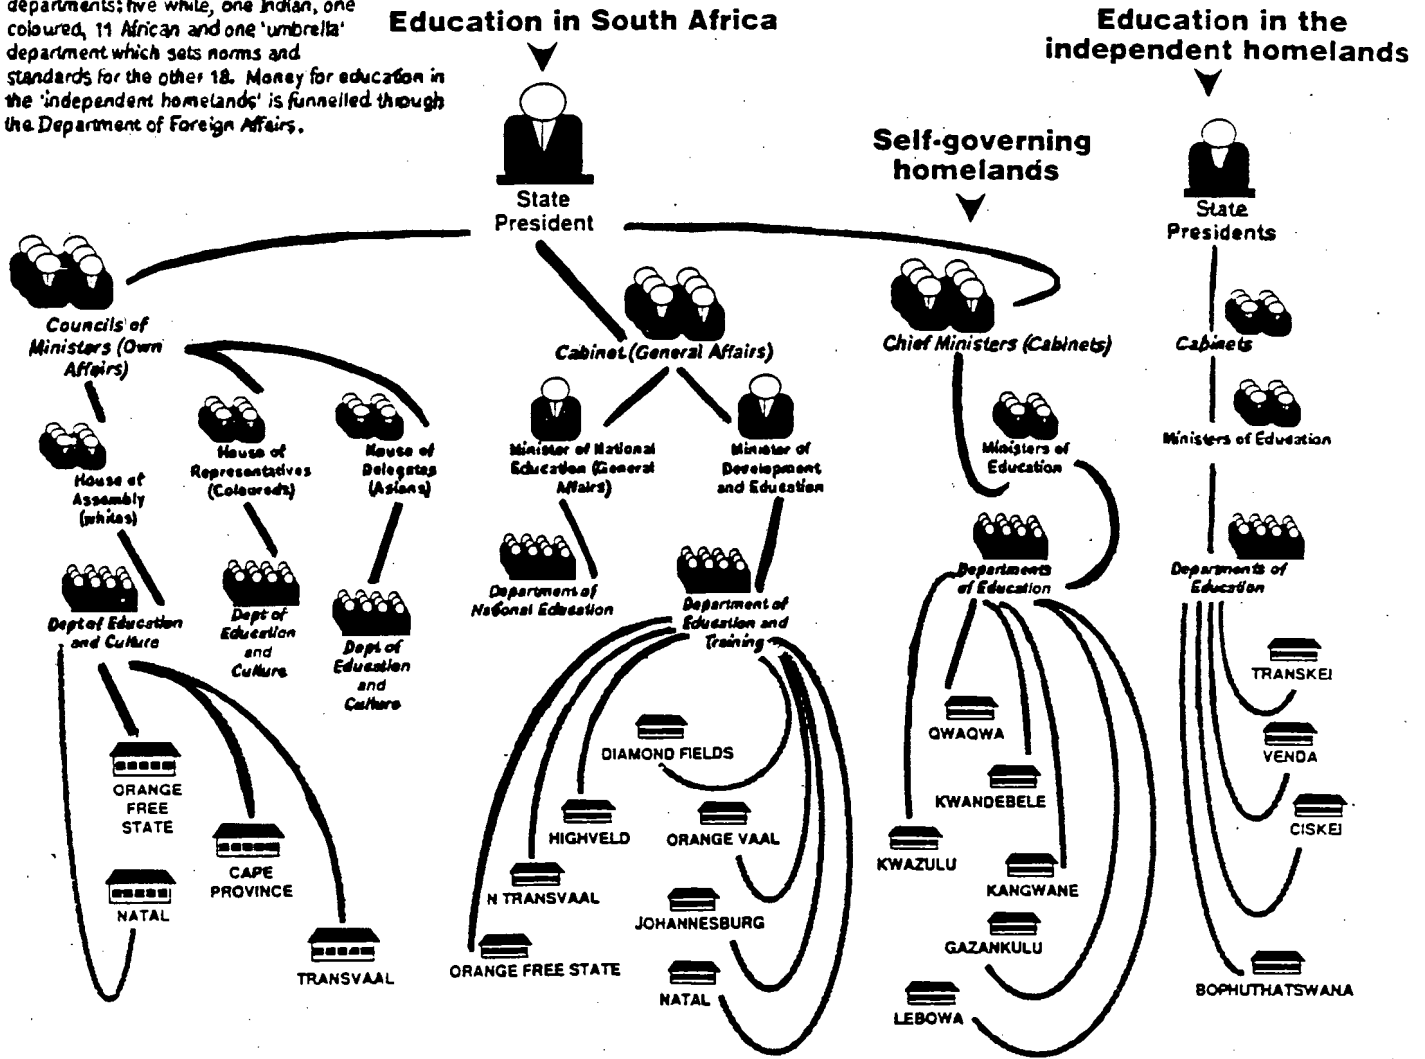 departments; five white, one Indian, one
coloured, 11 African and one 'umbrella'
department which sets norms and
standards for the other 18. Money for education in
the 'independent homelands' is funnelled through
the Department of Foreign Affairs.
Education in South Africa
Education in the
independent homelands
Self-governing
homelands
State
President
State
Presidents
Councils of
Ministers (Own
Affairs)
Cabinet (General Affairs)
Chief Ministers (Cabinets)
Cabinets
House of
Assembly
(whites)
House of
Representatives
(Coloureds)
House of
Delegates
(Asians)
Minister of National
Education (General
Affairs)
Minister of
Development
and Education
Ministers of
Education
Ministers of Education
Dept of Education
and Culture
Dept of
Education
and
Culture
Dept of
Education
and
Culture
Department of
National Education
Department of
Education and
Training
Departments
of Education
Departments of
Education
ORANGE
FREE
STATE
CAPE
PROVINCE
NATAL
TRANSVAAL
DIAMOND FIELDS
HIGHVELD
ORANGE VAAL
N TRANSVAAL
JOHANNESBURG
ORANGE FREE STATE
NATAL
QWAQWA
KWANDEBELE
KWAZULU
KANGWANE
GAZANKULU
LEBOWA
TRANSKEI
VENDA
CISKEI
BOPHUTHATSWANA